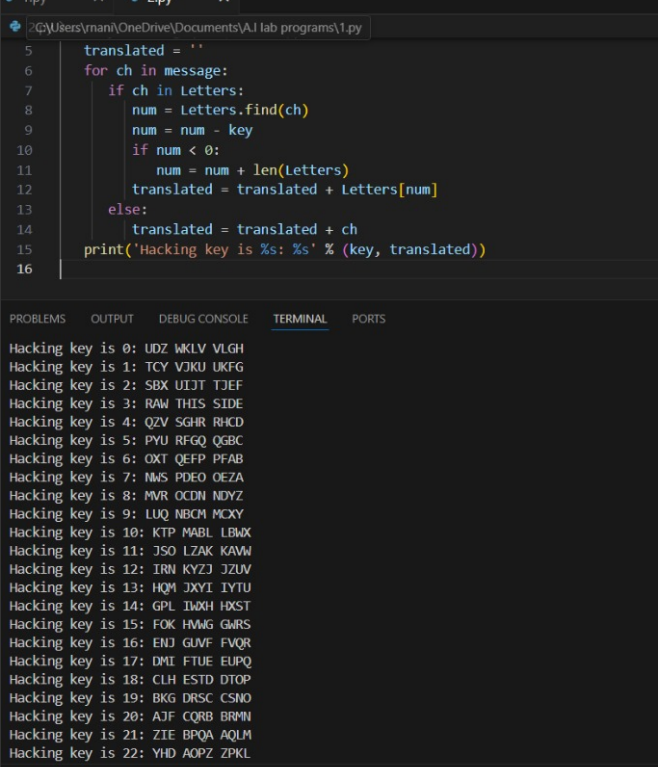 2.py
C:\Users\rnani\OneDrive\Documents\A.I lab programs\1.py
5 translated = ''
6 for ch in message:
7 if ch in Letters:
8 num = Letters.find(ch)
9 num = num - key
10 if num < 0:
11 num = num + len(Letters)
12 translated = translated + Letters[num]
13 else:
14 translated = translated + ch
15 print('Hacking key is %s: %s' % (key, translated))
16
PROBLEMS OUTPUT DEBUG CONSOLE TERMINAL PORTS
Hacking key is 0: UDZ WKLV VLGH
Hacking key is 1: TCY VJKU UKFG
Hacking key is 2: SBX UIJT TJEF
Hacking key is 3: RAW THIS SIDE
Hacking key is 4: QZV SGHR RHCD
Hacking key is 5: PYU RFGQ QGBC
Hacking key is 6: OXT QEFP PFAB
Hacking key is 7: NWS PDEO OEZA
Hacking key is 8: MVR OCDN NDYZ
Hacking key is 9: LUQ NBCM MCXY
Hacking key is 10: KTP MABL LBWX
Hacking key is 11: JSO LZAK KAVW
Hacking key is 12: IRN KYZJ JZUV
Hacking key is 13: HQM JXYI IYTU
Hacking key is 14: GPL IWXH HXST
Hacking key is 15: FOK HVWG GWRS
Hacking key is 16: ENJ GUVF FVQR
Hacking key is 17: DMI FTUE EUPQ
Hacking key is 18: CLH ESTD DTOP
Hacking key is 19: BKG DRSC CSNO
Hacking key is 20: AJF CQRB BRMN
Hacking key is 21: ZIE BPQA AQLM
Hacking key is 22: YHD AOPZ ZPKL